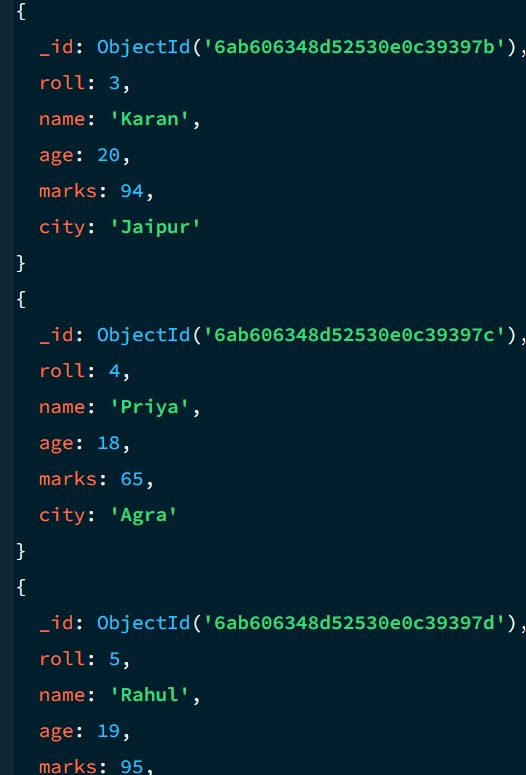 {
_id: ObjectId('6ab606348d52530e0c39397b'),
roll: 3,
name: 'Karan',
age: 20,
marks: 94,
city: 'Jaipur'
}
{
_id: ObjectId('6ab606348d52530e0c39397c'),
roll: 4,
name: 'Priya',
age: 18,
marks: 65,
city: 'Agra'
}
{
_id: ObjectId('6ab606348d52530e0c39397d'),
roll: 5,
name: 'Rahul',
age: 19,
marks: 95,